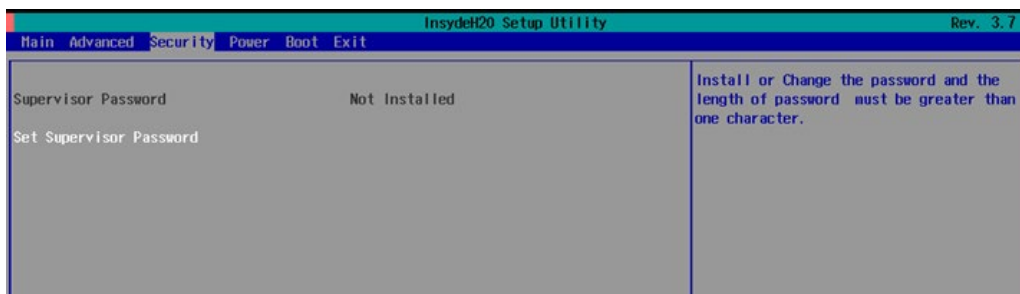 InsydeH20 Setup Utility Rev. 3.7
Main Advanced Security Power Boot Exit
Supervisor Password Not Installed
Set Supervisor Password
Install or Change the password and the
length of password must be greater than
one character.